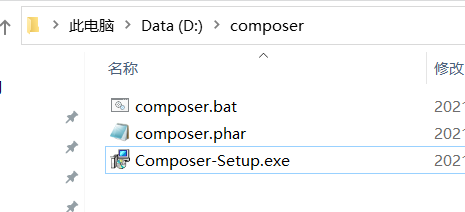 此电脑 Data (D:) composer
名称 修改
composer.bat 2021
composer.phar 2021
Composer-Setup.exe 2021